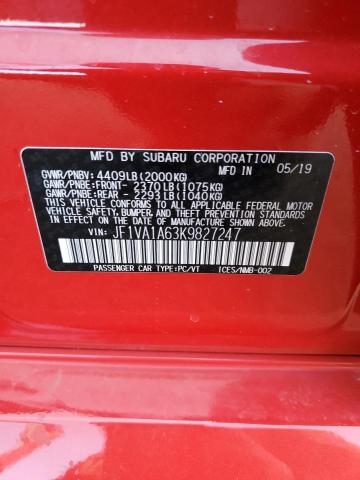 MFD BY SUBARU CORPORATION
GVWR/PNBV: 4409LB(2000KG) MADE IN 05/19
GAWR/PNBE:FRONT- 2370LB(1075KG)
GAWR/PNBE:REAR - 2293LB(1040KG)
THIS VEHICLE CONFORMS TO ALL APPLICABLE FEDERAL MOTOR
VEHICLE SAFETY, BUMPER AND THEFT PREVENTION STANDARDS
IN EFFECT ON THE DATE OF MANUFACTURE SHOWN ABOVE.
VIN: JF1VA1A63K9827247
PASSENGER CAR TYPE:PC/VT ICES/NMB-002